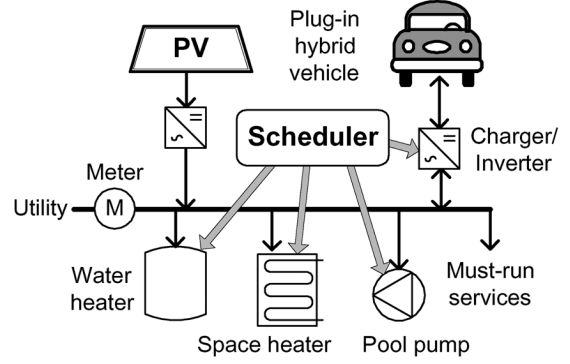 PV
Plug-in
hybrid
vehicle
Scheduler
Charger/
Inverter
Meter
Utility
M
Water
heater
Space heater
Pool pump
Must-run
services